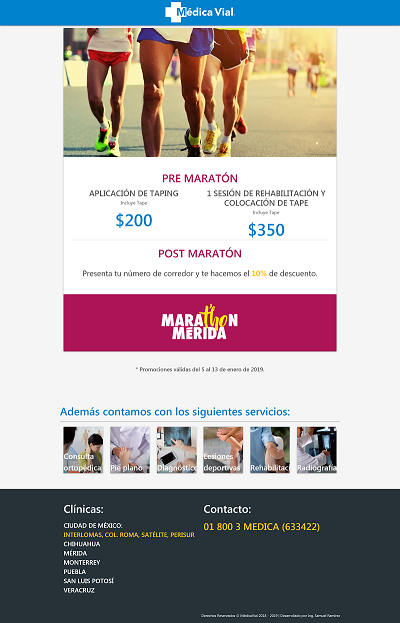 Médica Vial
PRE MARATÓN
APLICACIÓN DE TAPING
Incluye Tape
$200
1 SESIÓN DE REHABILITACIÓN Y
COLOCACIÓN DE TAPE
Incluye Tape
$350
POST MARATÓN
Presenta tu número de corredor y te hacemos el 10% de descuento.
MARAthON
MÉRIDA
* Promociones válidas del 5 al 13 de enero de 2019.
Además contamos con los siguientes servicios:
Consulta
ortopédica
Pie plano
Diagnóstico
Lesiones
deportivas
Rehabilitaci
Radiografía
Clínicas:
CIUDAD DE MÉXICO:
INTERLOMAS, COL. ROMA, SATÉLITE, PERISUR
CHIHUAHUA
MÉRIDA
MONTERREY
PUEBLA
SAN LUIS POTOSÍ
VERACRUZ
Contacto:
01 800 3 MEDICA (633422)
Derechos Reservados © MédicaVial 2018 - 2019 | Desarrollado por Ing. Samuel Ramírez